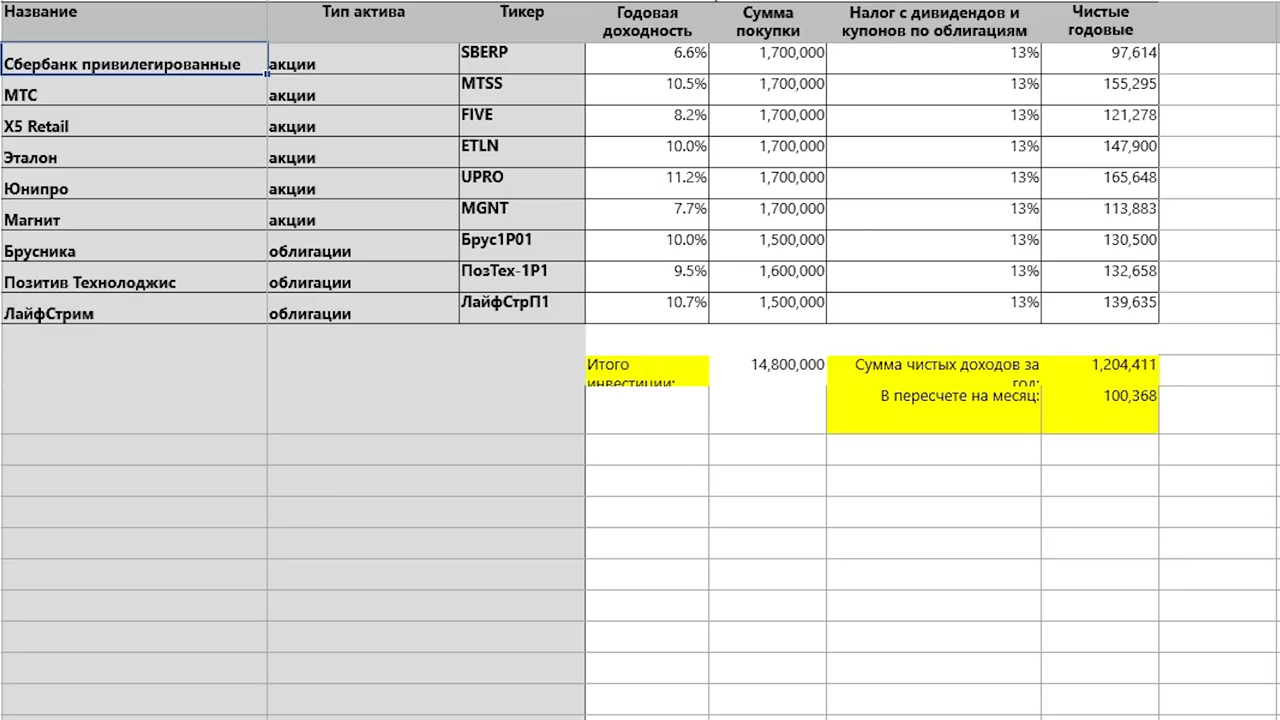 Название Тип актива Тикер Годовая доходность Сумма покупки Налог с дивидендов и купонов по облигациям Чистые годовые
Сбербанк привилегированные акции SBERP 6.6% 1,700,000 13% 97,614
МТС акции MTSS 10.5% 1,700,000 13% 155,295
X5 Retail акции FIVE 8.2% 1,700,000 13% 121,278
Эталон акции ETLN 10.0% 1,700,000 13% 147,900
Юнипро акции UPRO 11.2% 1,700,000 13% 165,648
Магнит акции MGNT 7.7% 1,700,000 13% 113,883
Брусника облигации Брус1P01 10.0% 1,500,000 13% 130,500
Позитив Технолоджис облигации ПозТех-1P1 9.5% 1,600,000 13% 132,658
ЛайфСтрим облигации ЛайфСтрП1 10.7% 1,500,000 13% 139,635
Итого инвестиции: 14,800,000 Сумма чистых доходов за год: 1,204,411
В пересчете на месяц: 100,368